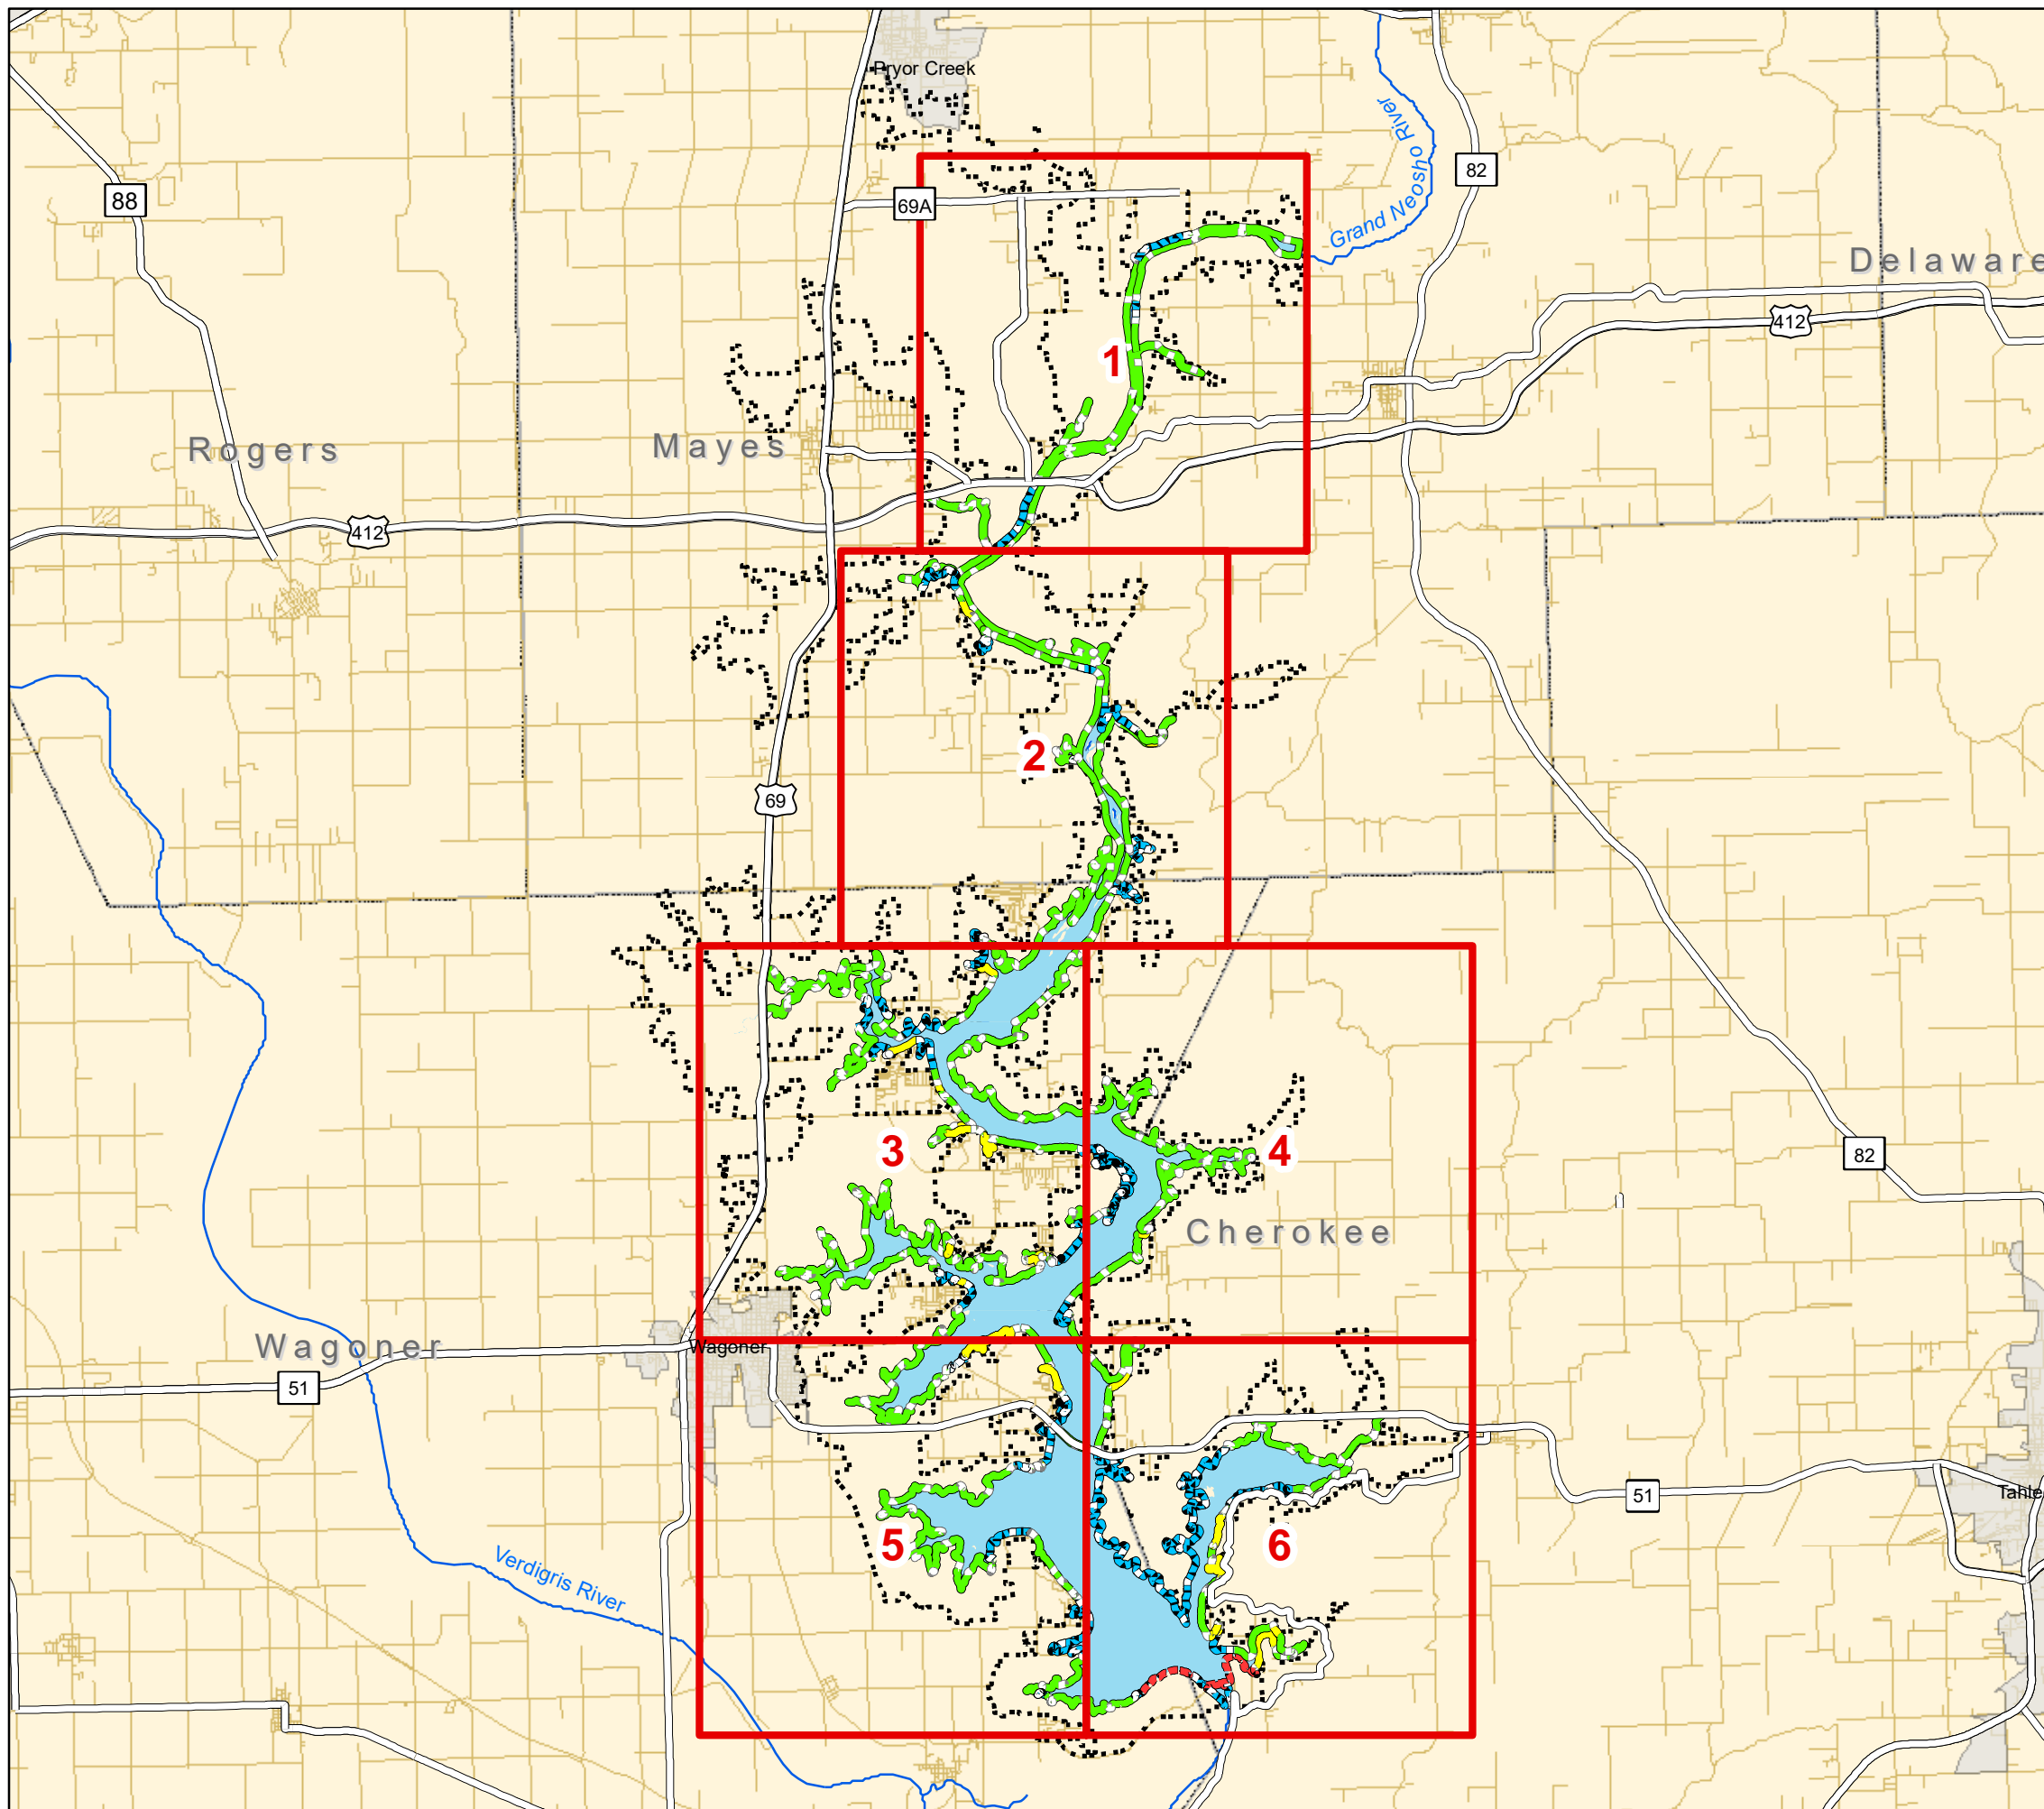 Pryor Creek
Grand Neosho River
82
88
69A
Delaware
412
1
Rogers
Mayes
412
2
69
3
4
82
Cherokee
Wagoner
Wagoner
51
51
Tahle
5
6
Verdigris River